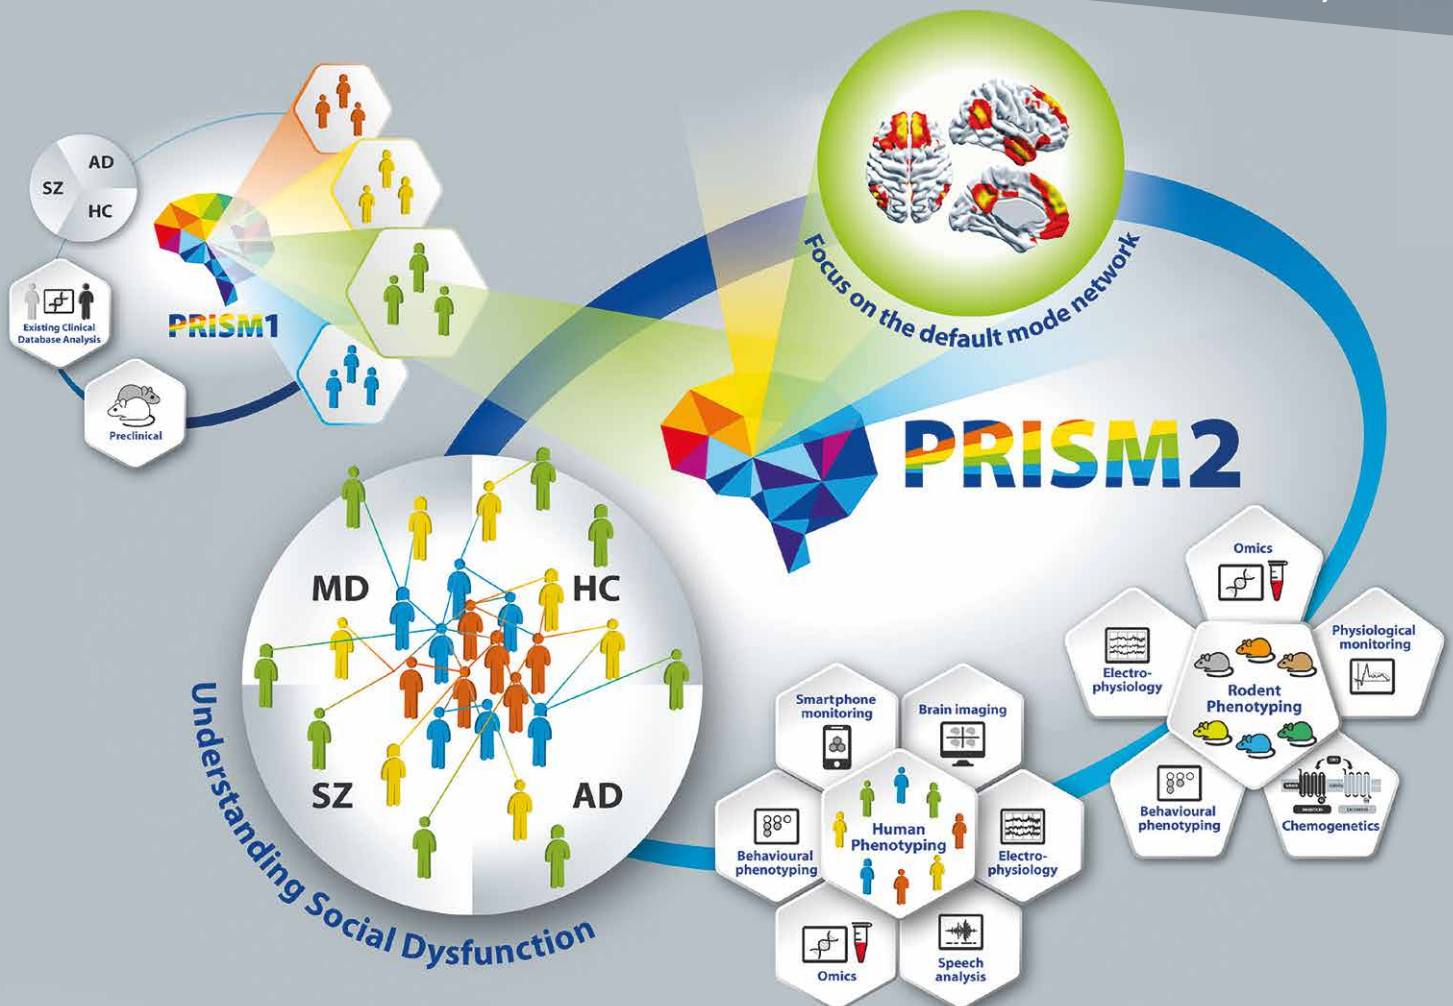 AD
SZ
HC
PRISM1
Existing Clinical
Database Analysis
Preclinical
Focus on the default mode network
PRISM2
MD
HC
SZ
AD
Understanding Social Dysfunction
Smartphone
monitoring
Brain imaging
Behavioural
phenotyping
Human
Phenotyping
Electro-
physiology
Omics
Speech
analysis
Omics
Electro-
physiology
Physiological
monitoring
Rodent
Phenotyping
Behavioural
phenotyping
Chemogenetics